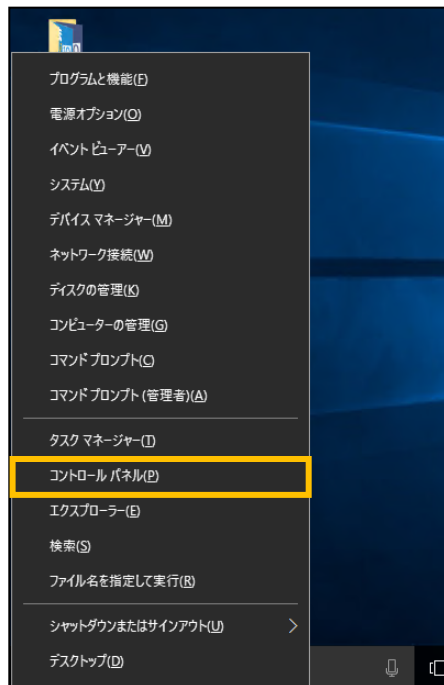 プログラムと機能(F)
電源オプション(O)
イベント ビューアー(V)
システム(Y)
デバイス マネージャー(M)
ネットワーク接続(W)
ディスクの管理(K)
コンピューターの管理(G)
コマンド プロンプト(C)
コマンド プロンプト (管理者)(A)
タスク マネージャー(T)
コントロール パネル(P)
エクスプローラー(E)
検索(S)
ファイル名を指定して実行(R)
シャットダウンまたはサインアウト(U)
デスクトップ(D)